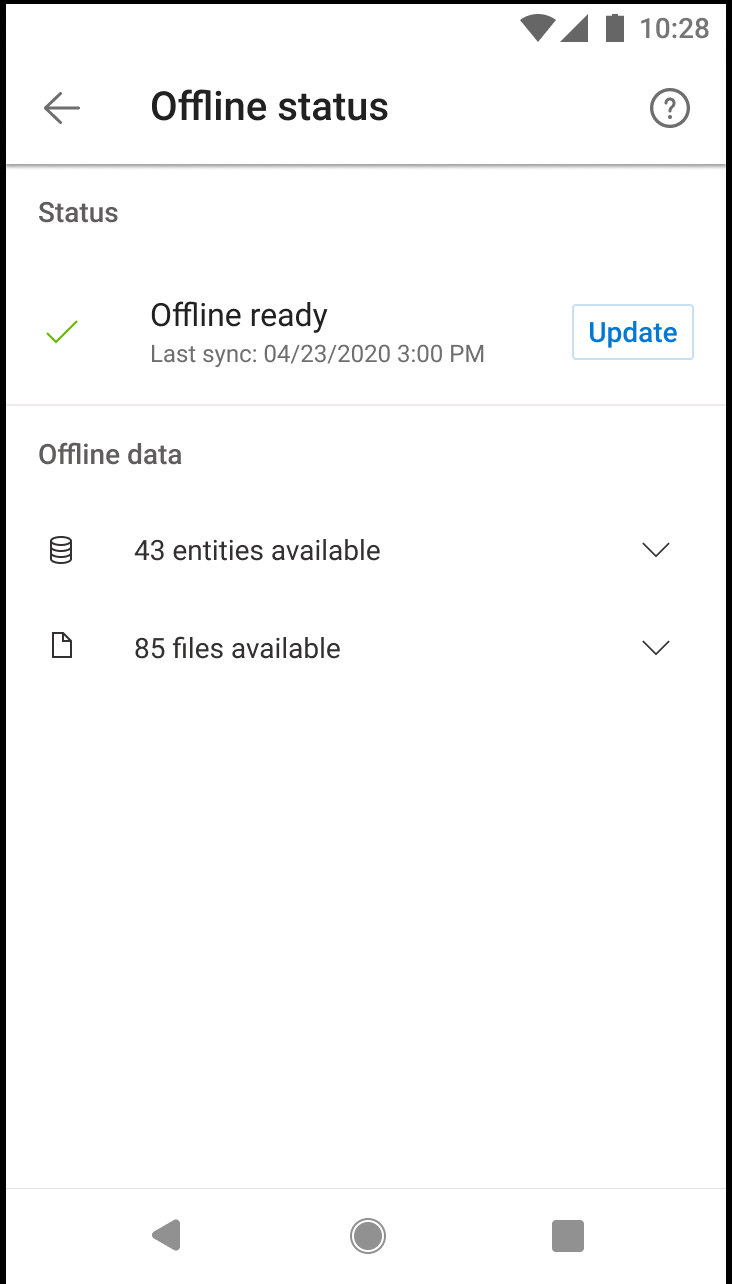 10:28
Offline status
?
Status
Offline ready
Last sync: 04/23/2020 3:00 PM
Update
Offline data
43 entities available
85 files available